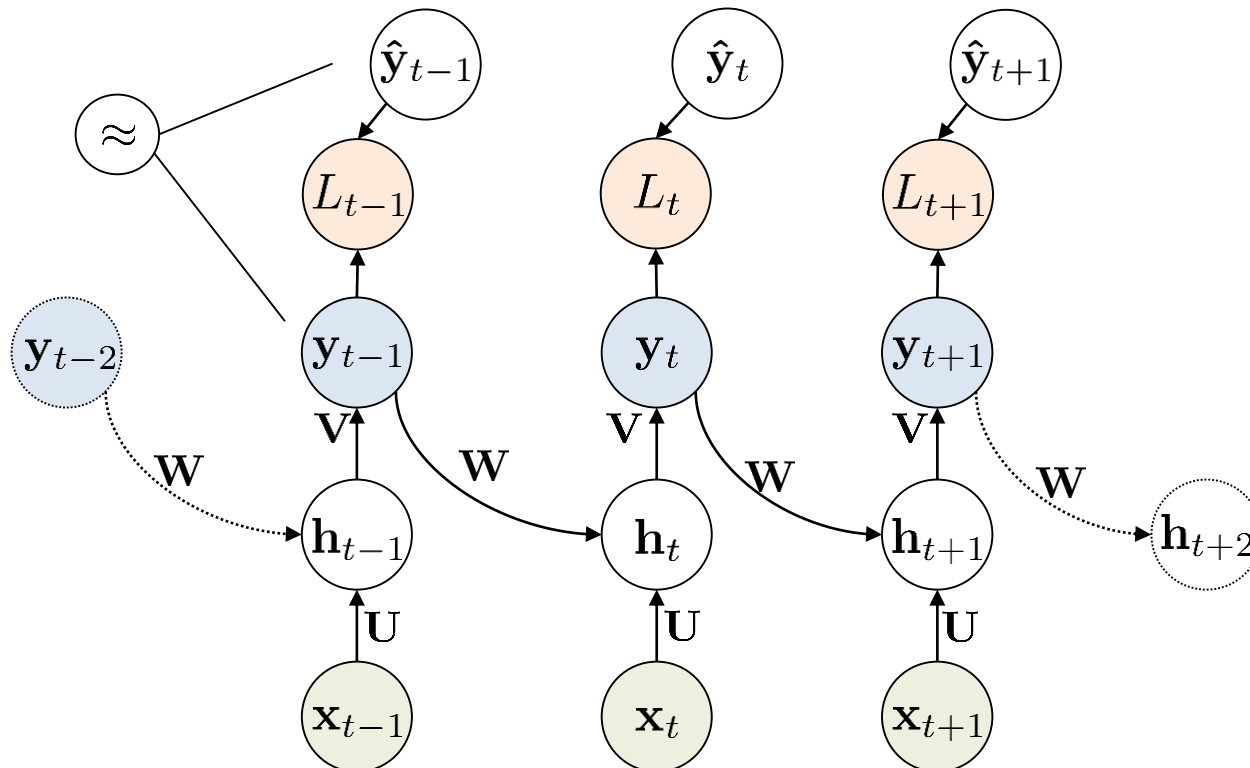 ŷ_{t−1} ŷ_t ŷ_{t+1}
≈
L_{t−1} L_t L_{t+1}
y_{t−2} y_{t−1} y_t y_{t+1}
V V V
W W W W
h_{t−1} h_t h_{t+1} h_{t+2}
U U U
x_{t−1} x_t x_{t+1}